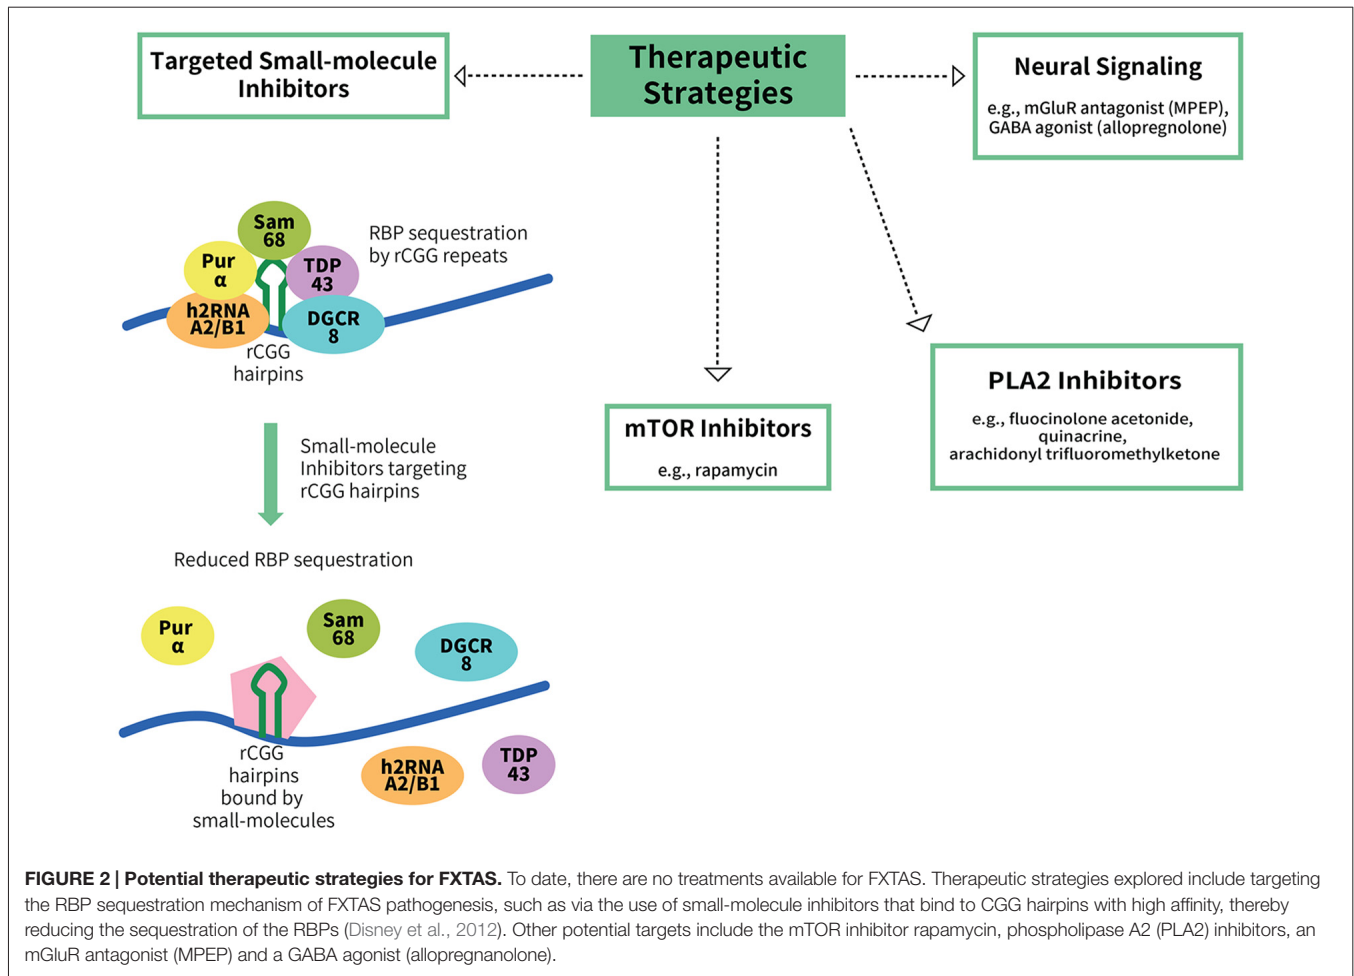 Therapeutic
Strategies
Targeted Small-molecule
Inhibitors
Neural Signaling
e.g., mGluR antagonist (MPEP),
GABA agonist (allopregnolone)
Sam
68
Pur
α
TDP
43
h2RNA
A2/B1
DGCR
8
RBP sequestration
by rCGG repeats
rCGG
hairpins
mTOR Inhibitors
e.g., rapamycin
PLA2 Inhibitors
e.g., fluocinolone acetonide,
quinacrine,
arachidonyl trifluoromethylketone
Small-molecule
Inhibitors targeting
rCGG hairpins
Reduced RBP sequestration
Pur
α
Sam
68
DGCR
8
h2RNA
A2/B1
TDP
43
rCGG
hairpins
bound by
small-molecules
FIGURE 2 | Potential therapeutic strategies for FXTAS. To date, there are no treatments available for FXTAS. Therapeutic strategies explored include targeting
the RBP sequestration mechanism of FXTAS pathogenesis, such as via the use of small-molecule inhibitors that bind to CGG hairpins with high affinity, thereby
reducing the sequestration of the RBPs (Disney et al., 2012). Other potential targets include the mTOR inhibitor rapamycin, phospholipase A2 (PLA2) inhibitors, an
mGluR antagonist (MPEP) and a GABA agonist (allopregnanolone).